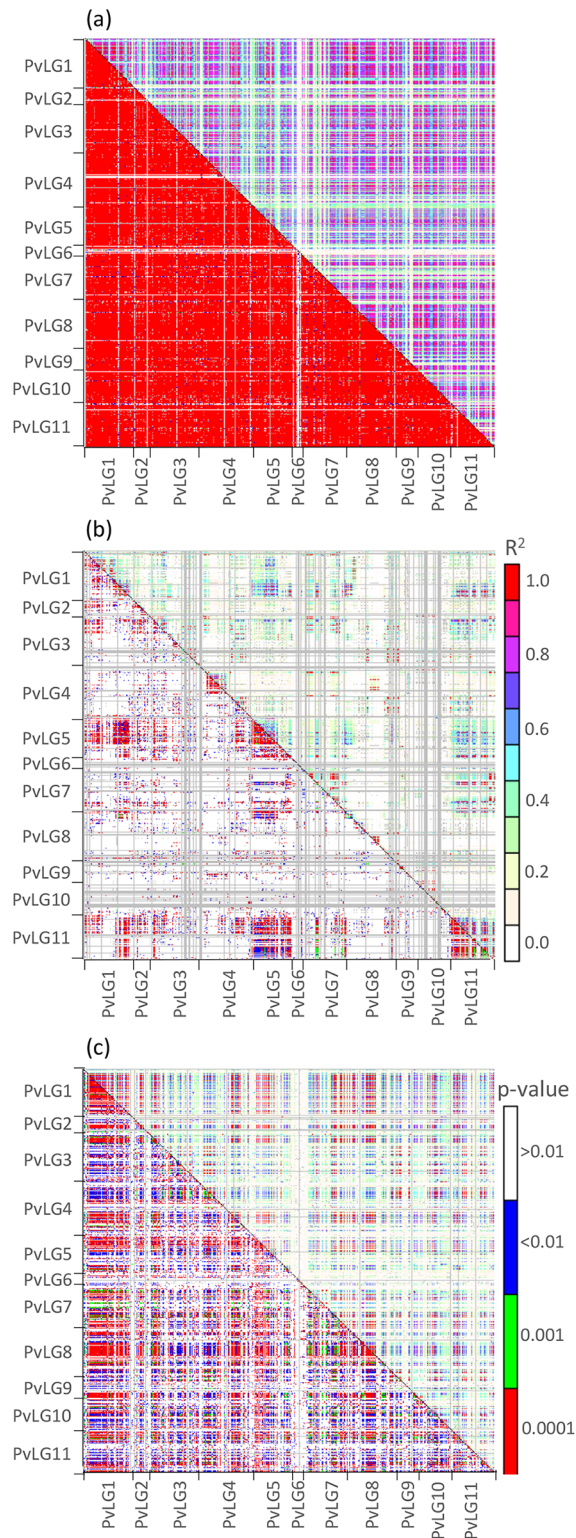 (a)
PvLG1
PvLG2
PvLG3
PvLG4
PvLG5
PvLG6
PvLG7
PvLG8
PvLG9
PvLG10
PvLG11
PvLG1
PvLG2
PvLG3
PvLG4
PvLG5
PvLG6
PvLG7
PvLG8
PvLG9
PvLG10
PvLG11
(b)
PvLG1
PvLG2
PvLG3
PvLG4
PvLG5
PvLG6
PvLG7
PvLG8
PvLG9
PvLG10
PvLG11
PvLG1
PvLG2
PvLG3
PvLG4
PvLG5
PvLG6
PvLG7
PvLG8
PvLG9
PvLG10
PvLG11
R²
1.0
0.8
0.6
0.4
0.2
0.0
(c)
PvLG1
PvLG2
PvLG3
PvLG4
PvLG5
PvLG6
PvLG7
PvLG8
PvLG9
PvLG10
PvLG11
PvLG1
PvLG2
PvLG3
PvLG4
PvLG5
PvLG6
PvLG7
PvLG8
PvLG9
PvLG10
PvLG11
p-value
>0.01
<0.01
0.001
0.0001